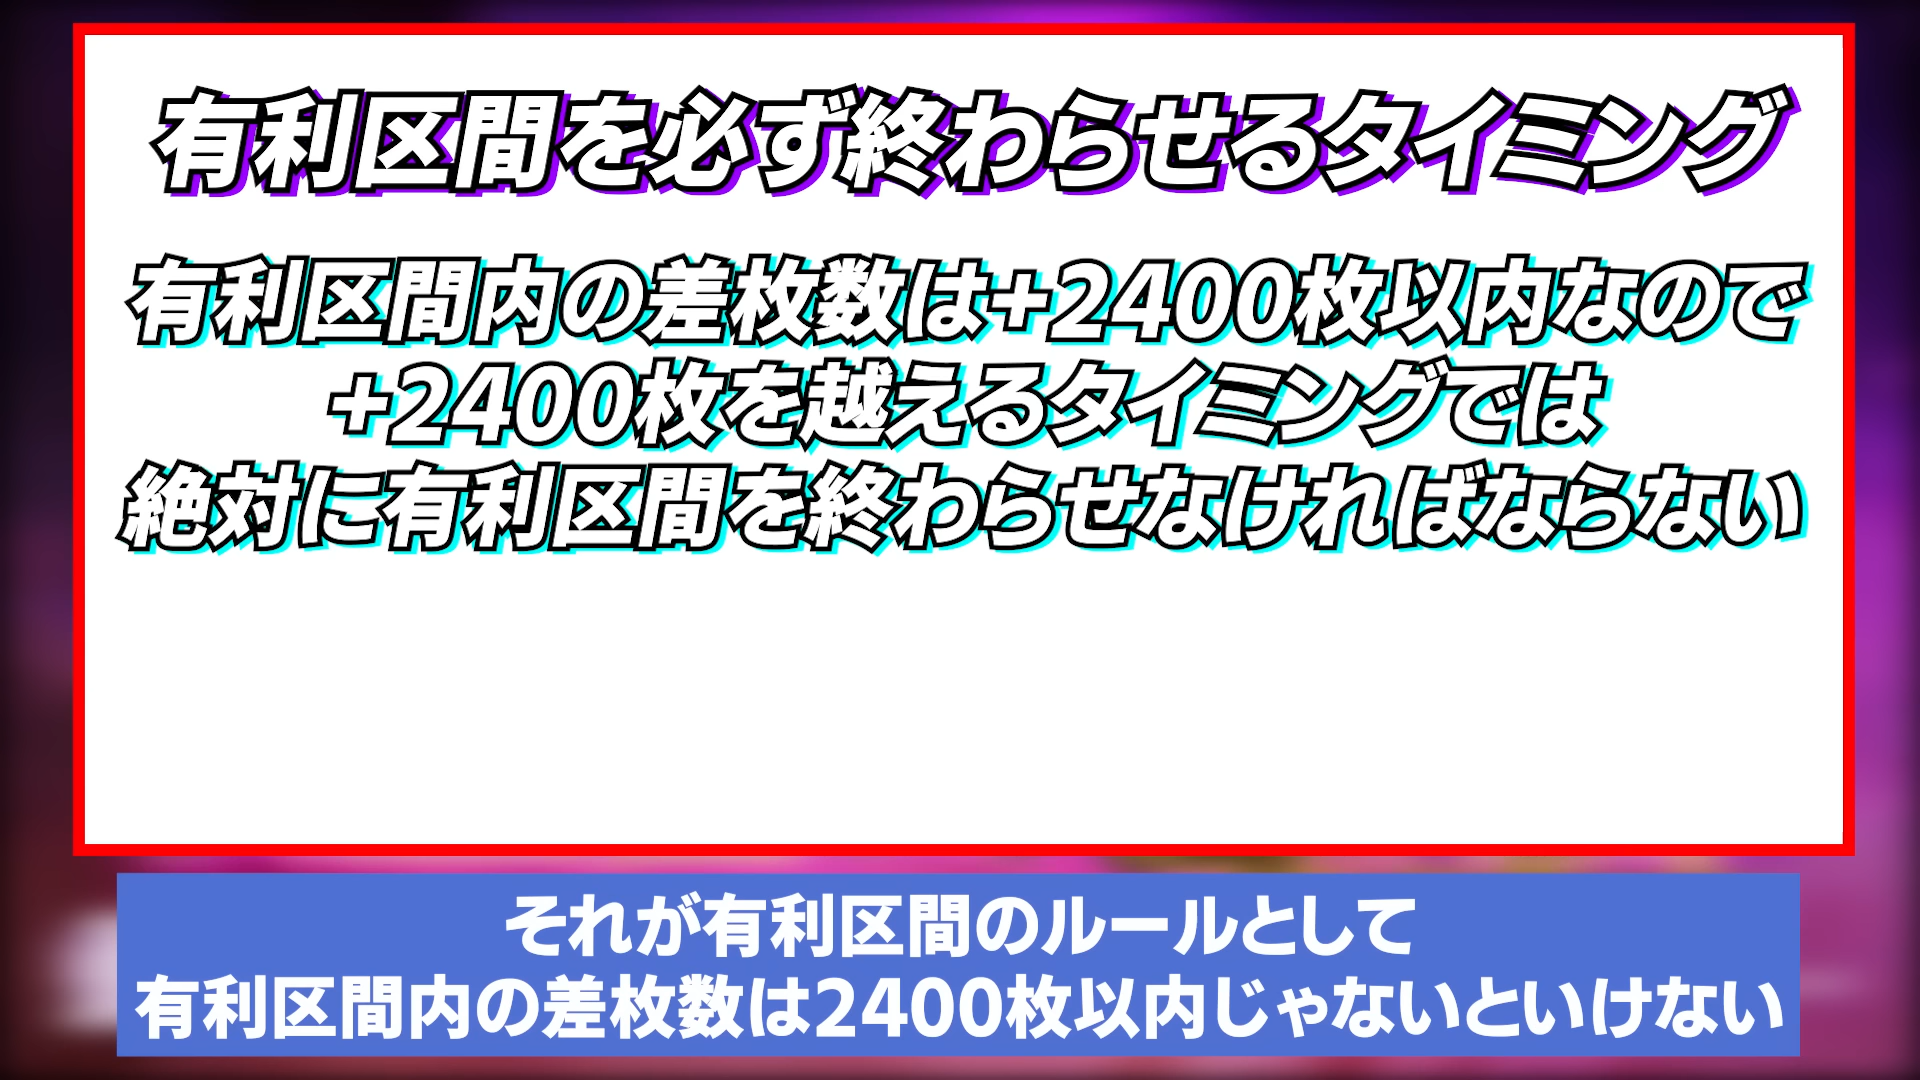 有利区間を必ず終わらせるタイミング
有利区間内の差枚数は+2400枚以内なので
+2400枚を越えるタイミングでは
絶対に有利区間を終わらせなければならない
それが有利区間のルールとして
有利区間内の差枚数は2400枚以内じゃないといけない